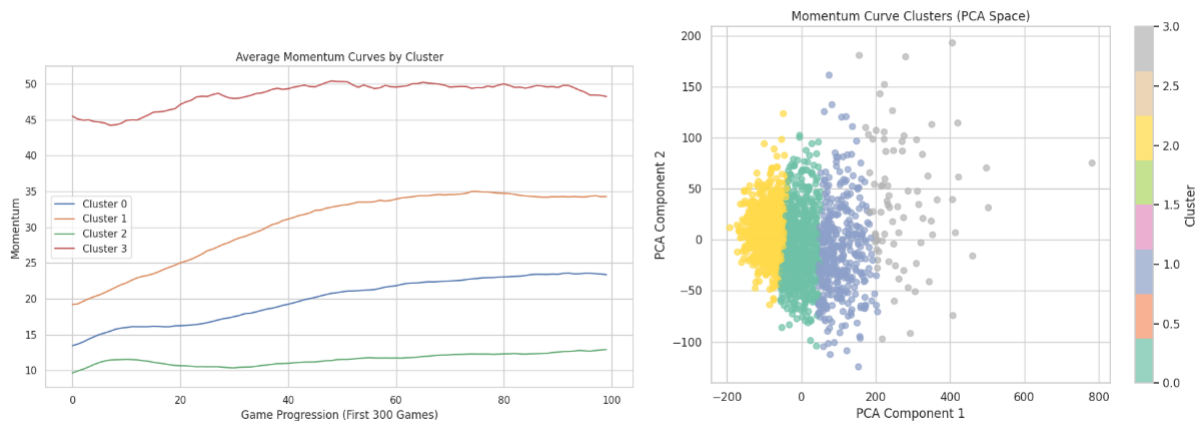 Average Momentum Curves by Cluster
Momentum
50
45
40
35
30
25
20
15
10
Cluster 0
Cluster 1
Cluster 2
Cluster 3
0 20 40 60 80 100
Game Progression (First 300 Games)
Momentum Curve Clusters (PCA Space)
PCA Component 2
200
150
100
50
0
−50
−100
−200 0 200 400 600 800
PCA Component 1
3.0
2.5
2.0
1.5
1.0
0.5
0.0
Cluster